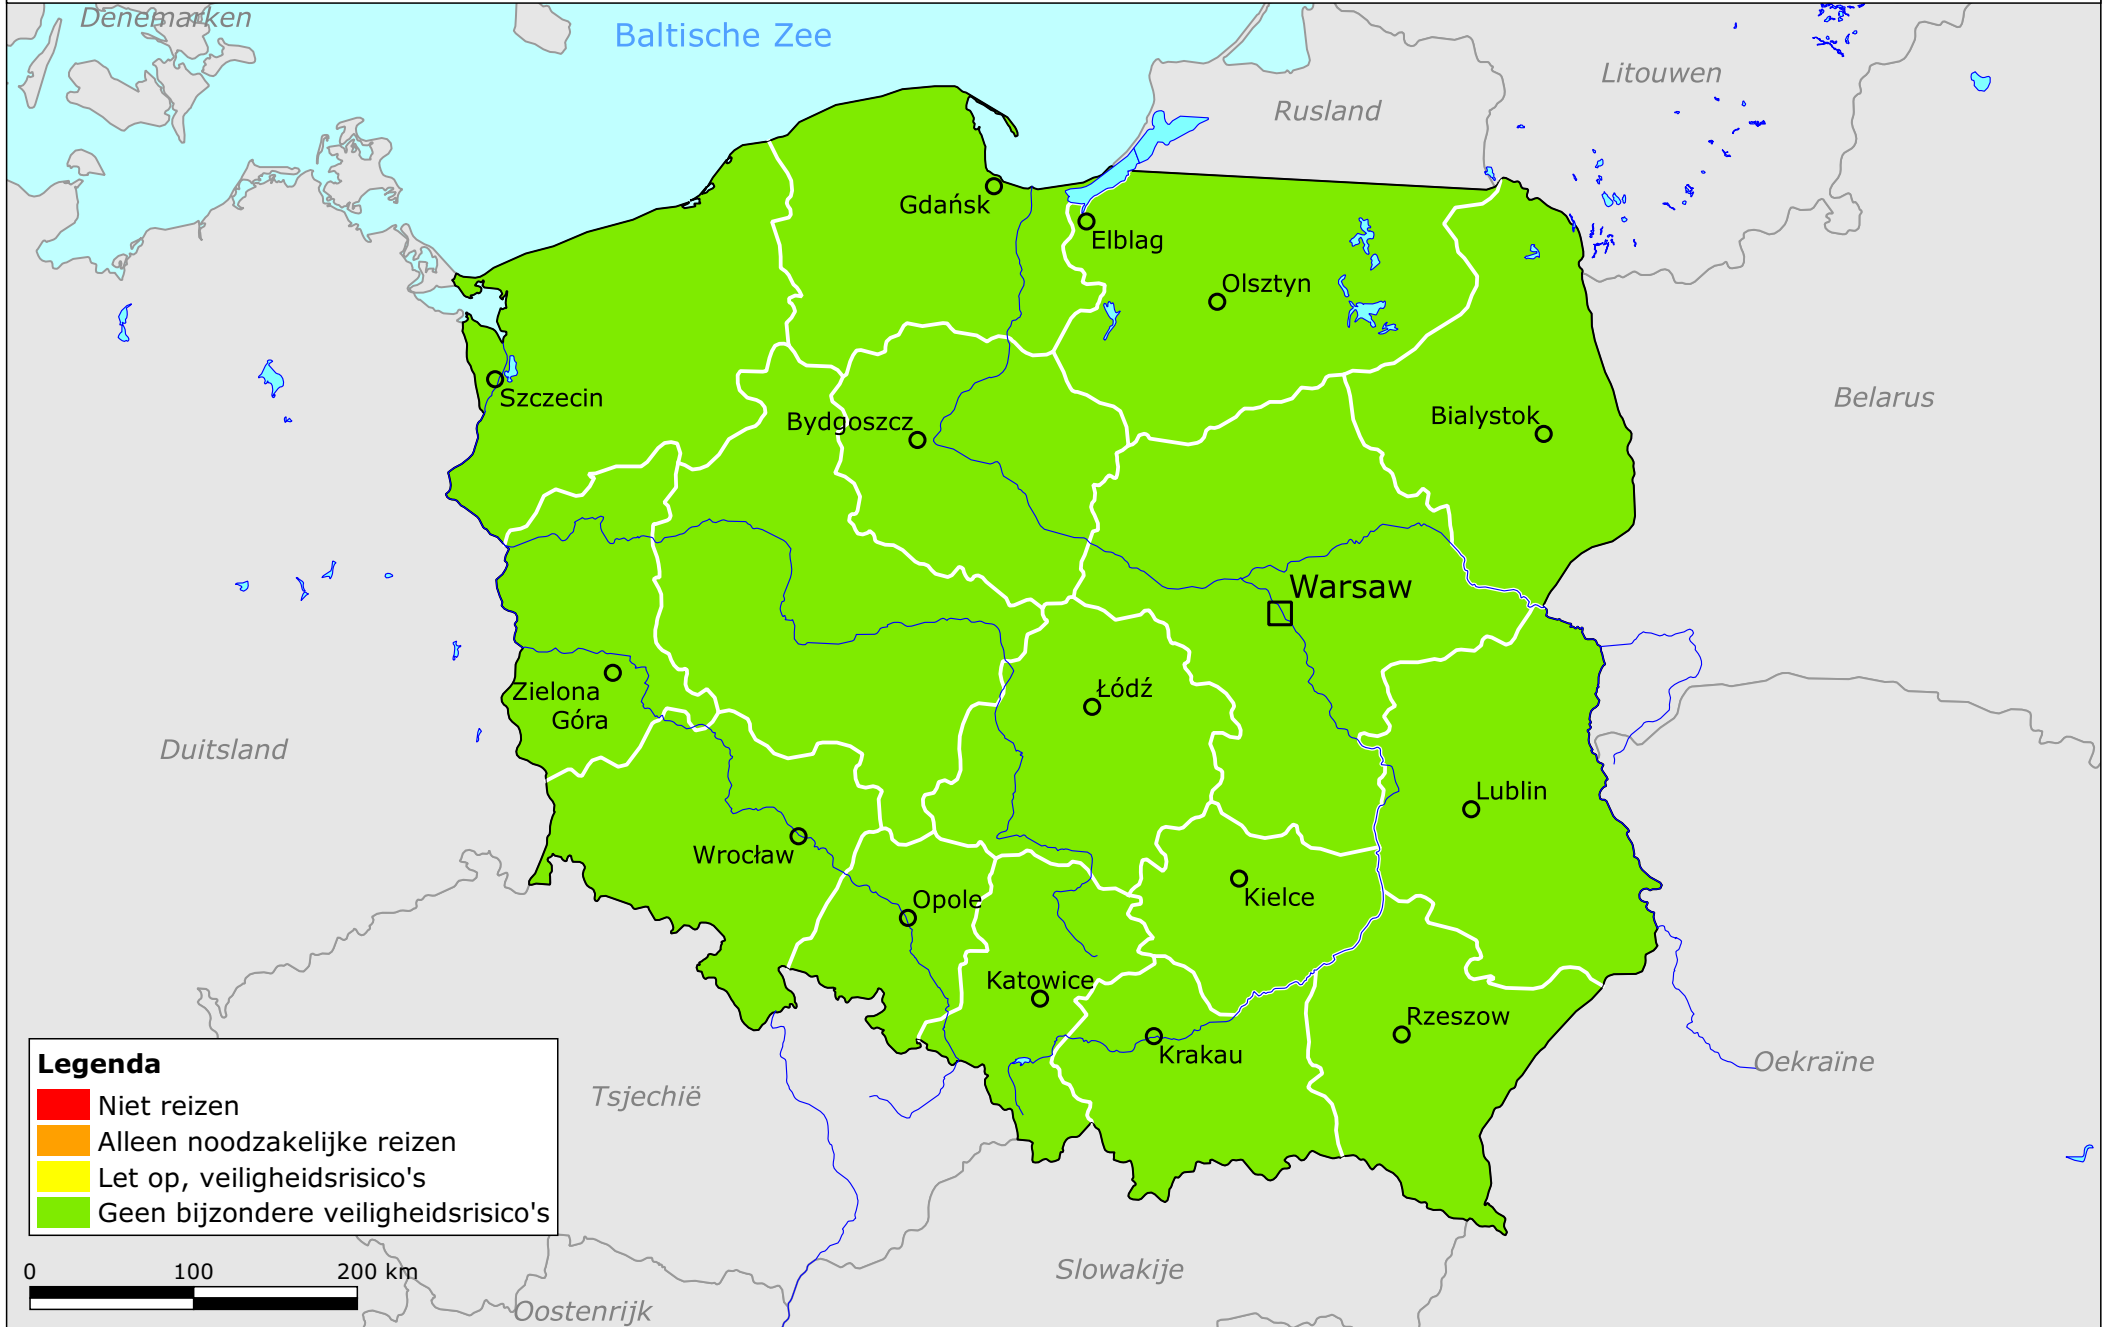 Denemarken
Baltische Zee
Litouwen
Rusland
Gdańsk
Elblag
Olsztyn
Szczecin
Belarus
Bydgoszcz
Bialystok
Warsaw
Zielona
Góra
Łódź
Duitsland
Lublin
Wrocław
Opole
Kielce
Katowice
Rzeszow
Krakau
Oekraïne
Tsjechië
Legenda
Niet reizen
Alleen noodzakelijke reizen
Let op, veiligheidsrisico's
Geen bijzondere veiligheidsrisico's
0 100 200 km
Slowakije
Oostenrijk